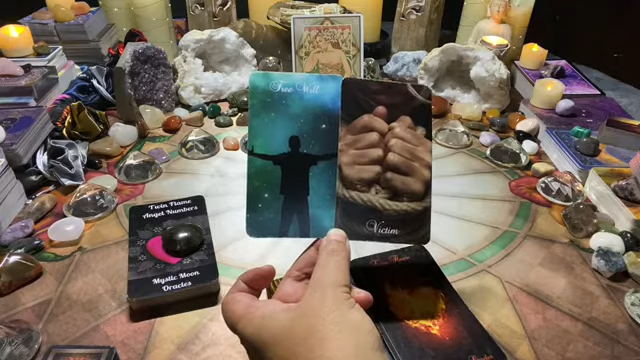 Free Will
Victim
Twin Flame
Angel Numbers
Mystic Moon
Oracles